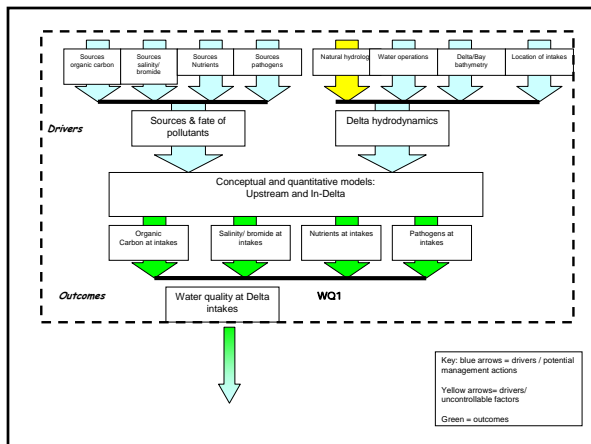 Sources
organic carbon
Sources
salinity/
bromide
Sources
Nutrients
Sources
pathogens
Natural hydrolog
Water operations
Delta/Bay
bathymetry
Location of intakes
Drivers
Sources & fate of
pollutants
Delta hydrodynamics
Conceptual and quantitative models:
Upstream and In-Delta
Organic
Carbon at intakes
Salinity/ bromide at
intakes
Nutrients at intakes
Pathogens at
intakes
Outcomes
Water quality at Delta
intakes
WQ1
Key: blue arrows = drivers / potential
management actions
Yellow arrows= drivers/
uncontrollable factors
Green = outcomes